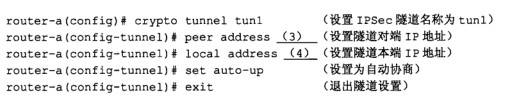 router-a(config)# crypto tunnel tun1 (设置 IPSec 隧道名称为 tun1)
router-a(config-tunnel)# peer address (3) (设置隧道对端 IP 地址)
router-a(config-tunnel)# local address (4) (设置隧道本端 IP 地址)
router-a(config-tunnel)# set auto-up (设置为自动协商)
router-a(config-tunnel)# exit (退出隧道设置)